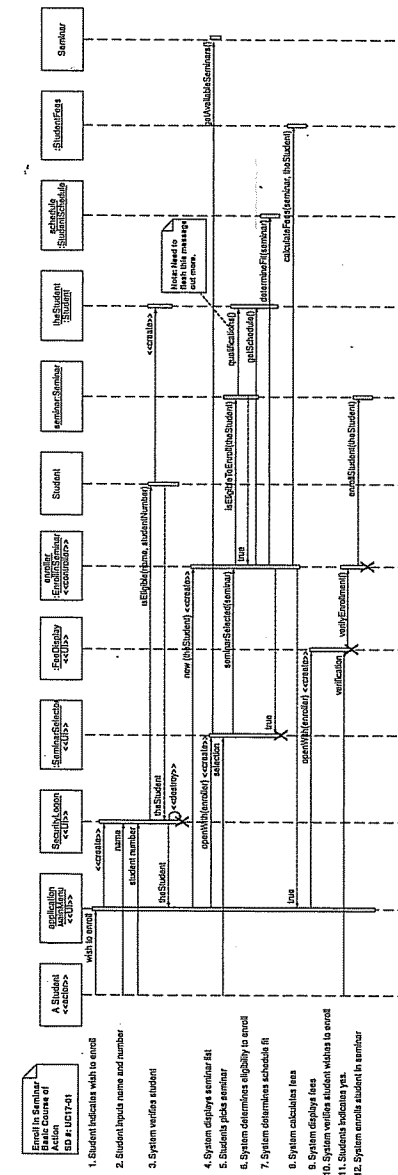 Enroll in Seminar
Basic Course of
Action
SD #: UC17-01
A Student
<<actor>>
application
:MainMenu
<<UI>>
:SecurityLogon
<<UI>>
:SeminarSelector
<<UI>>
:FeeDisplay
<<UI>>
enroller
:EnrollInSeminar
<<controller>>
Student
seminar:Seminar
theStudent
:Student
schedule
:StudentSchedule
:StudentFees
Seminar
1. Student indicates wish to enroll
wish to enroll
<<create>>
2. Student inputs name and number
name
student number
3. System verifies student
isEligible(name, studentNumber)
<<create>>
theStudent
<<destroy>>
theStudent
new (theStudent) <<create>>
4. System displays seminar list
openWith(enroller) <<create>>
getAvailableSeminars()
5. Students picks seminar
selection
seminarSelected(seminar)
isEligibleToEnroll(theStudent)
Note: Need to
flesh this message
out more.
6. System determines eligibility to enroll
qualifications()
true
getSchedule()
7. System determines schedule fit
determineFit(seminar)
true
8. System calculates fees
calculateFees(seminar, theStudent)
true
9. System displays fees
openWith(enroller) <<create>>
10. System verifies student wishes to enroll
11. Students indicates yes.
verification
verifyEnrollment()
12. System enrolls student in seminar
enrollStudent(theStudent)